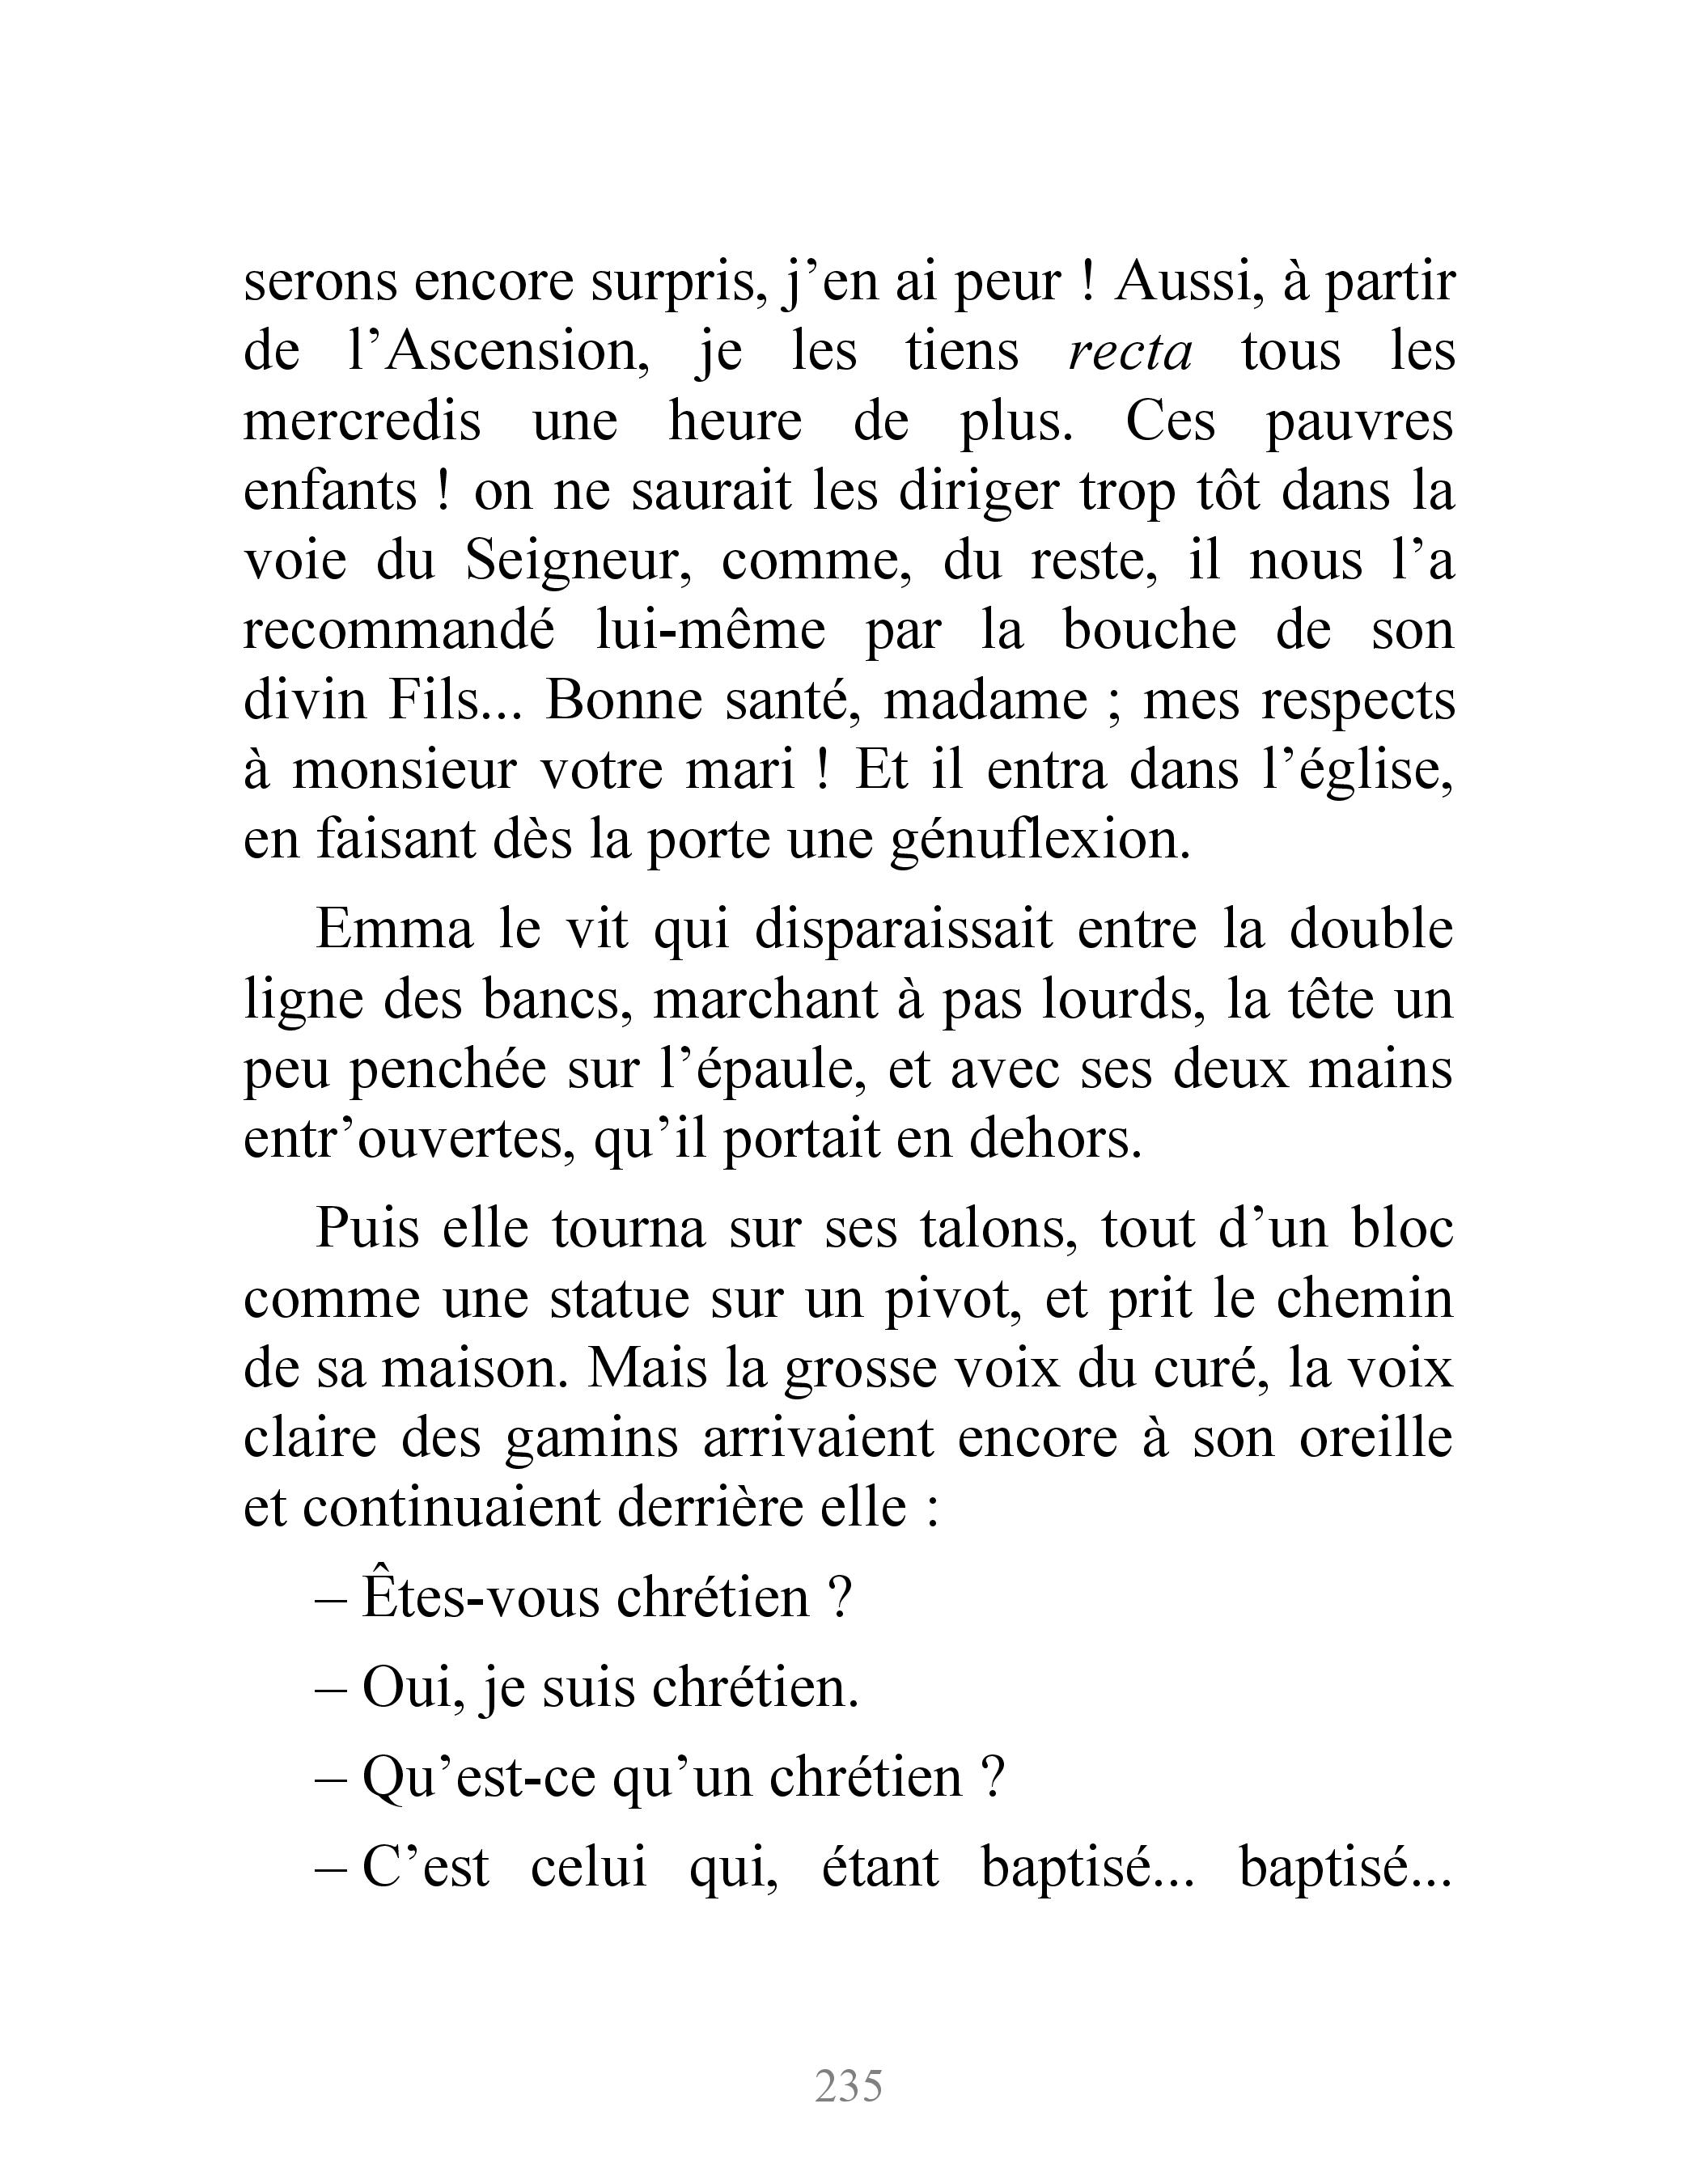 serons encore surpris, j’en ai peur ! Aussi, à partir
de l’Ascension, je les tiens recta tous les
mercredis une heure de plus. Ces pauvres
enfants ! on ne saurait les diriger trop tôt dans la
voie du Seigneur, comme, du reste, il nous l’a
recommandé lui-même par la bouche de son
divin Fils... Bonne santé, madame ; mes respects
à monsieur votre mari ! Et il entra dans l’église,
en faisant dès la porte une génuflexion.
Emma le vit qui disparaissait entre la double
ligne des bancs, marchant à pas lourds, la tête un
peu penchée sur l’épaule, et avec ses deux mains
entr’ouvertes, qu’il portait en dehors.
Puis elle tourna sur ses talons, tout d’un bloc
comme une statue sur un pivot, et prit le chemin
de sa maison. Mais la grosse voix du curé, la voix
claire des gamins arrivaient encore à son oreille
et continuaient derrière elle :
– Êtes-vous chrétien ?
– Oui, je suis chrétien.
– Qu’est-ce qu’un chrétien ?
– C’est celui qui, étant baptisé... baptisé...
235